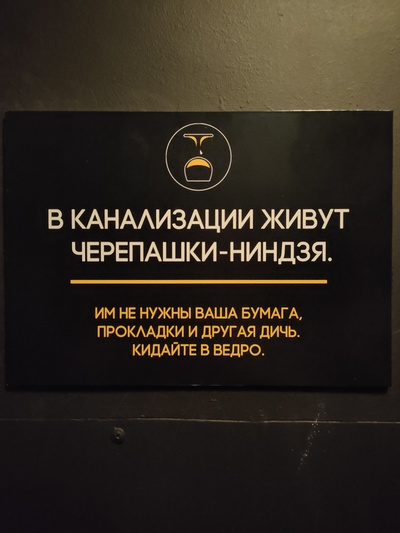 В КАНАЛИЗАЦИИ ЖИВУТ
ЧЕРЕПАШКИ-НИНДЗЯ.
ИМ НЕ НУЖНЫ ВАША БУМАГА,
ПРОКЛАДКИ И ДРУГАЯ ДИЧЬ.
КИДАЙТЕ В ВЕДРО.